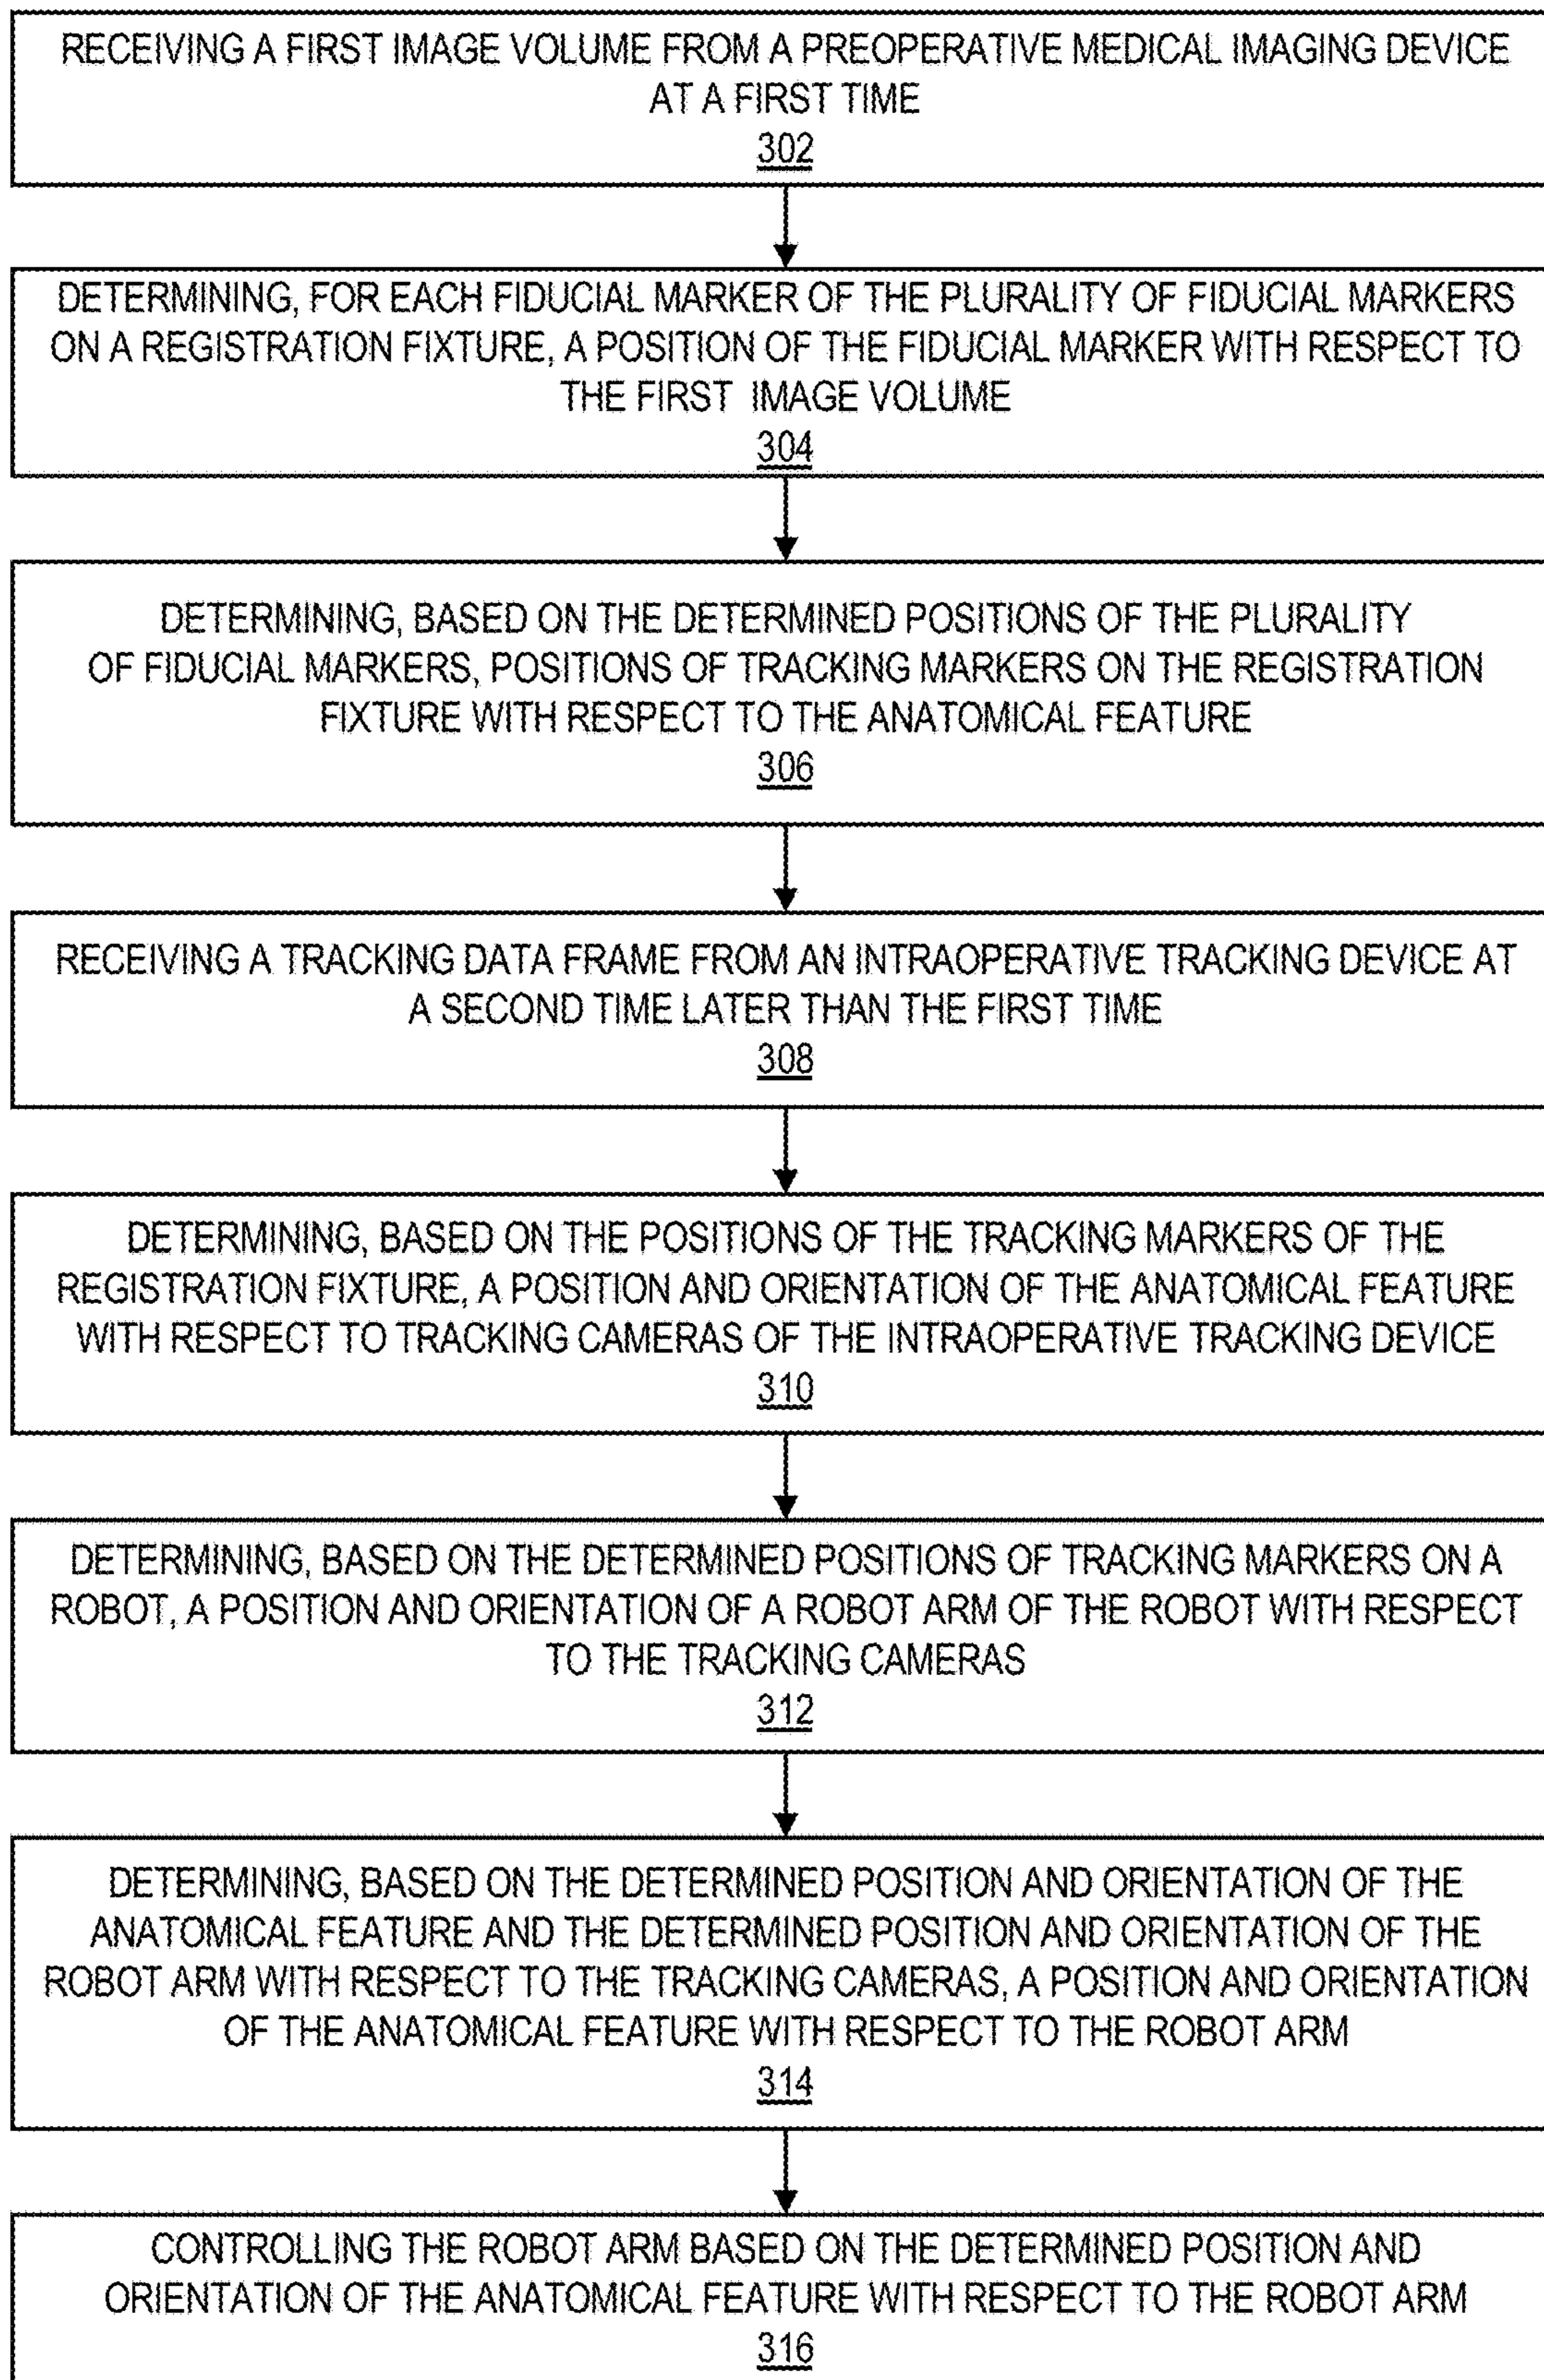 RECEIVING A FIRST IMAGE VOLUME FROM A PREOPERATIVE MEDICAL IMAGING DEVICE
AT A FIRST TIME
302
DETERMINING, FOR EACH FIDUCIAL MARKER OF THE PLURALITY OF FIDUCIAL MARKERS
ON A REGISTRATION FIXTURE, A POSITION OF THE FIDUCIAL MARKER WITH RESPECT TO
THE FIRST IMAGE VOLUME
304
DETERMINING, BASED ON THE DETERMINED POSITIONS OF THE PLURALITY
OF FIDUCIAL MARKERS, POSITIONS OF TRACKING MARKERS ON THE REGISTRATION
FIXTURE WITH RESPECT TO THE ANATOMICAL FEATURE
306
RECEIVING A TRACKING DATA FRAME FROM AN INTRAOPERATIVE TRACKING DEVICE AT
A SECOND TIME LATER THAN THE FIRST TIME
308
DETERMINING, BASED ON THE POSITIONS OF THE TRACKING MARKERS OF THE
REGISTRATION FIXTURE, A POSITION AND ORIENTATION OF THE ANATOMICAL FEATURE
WITH RESPECT TO TRACKING CAMERAS OF THE INTRAOPERATIVE TRACKING DEVICE
310
DETERMINING, BASED ON THE DETERMINED POSITIONS OF TRACKING MARKERS ON A
ROBOT, A POSITION AND ORIENTATION OF A ROBOT ARM OF THE ROBOT WITH RESPECT
TO THE TRACKING CAMERAS
312
DETERMINING, BASED ON THE DETERMINED POSITION AND ORIENTATION OF THE
ANATOMICAL FEATURE AND THE DETERMINED POSITION AND ORIENTATION OF THE
ROBOT ARM WITH RESPECT TO THE TRACKING CAMERAS, A POSITION AND ORIENTATION
OF THE ANATOMICAL FEATURE WITH RESPECT TO THE ROBOT ARM
314
CONTROLLING THE ROBOT ARM BASED ON THE DETERMINED POSITION AND
ORIENTATION OF THE ANATOMICAL FEATURE WITH RESPECT TO THE ROBOT ARM
316